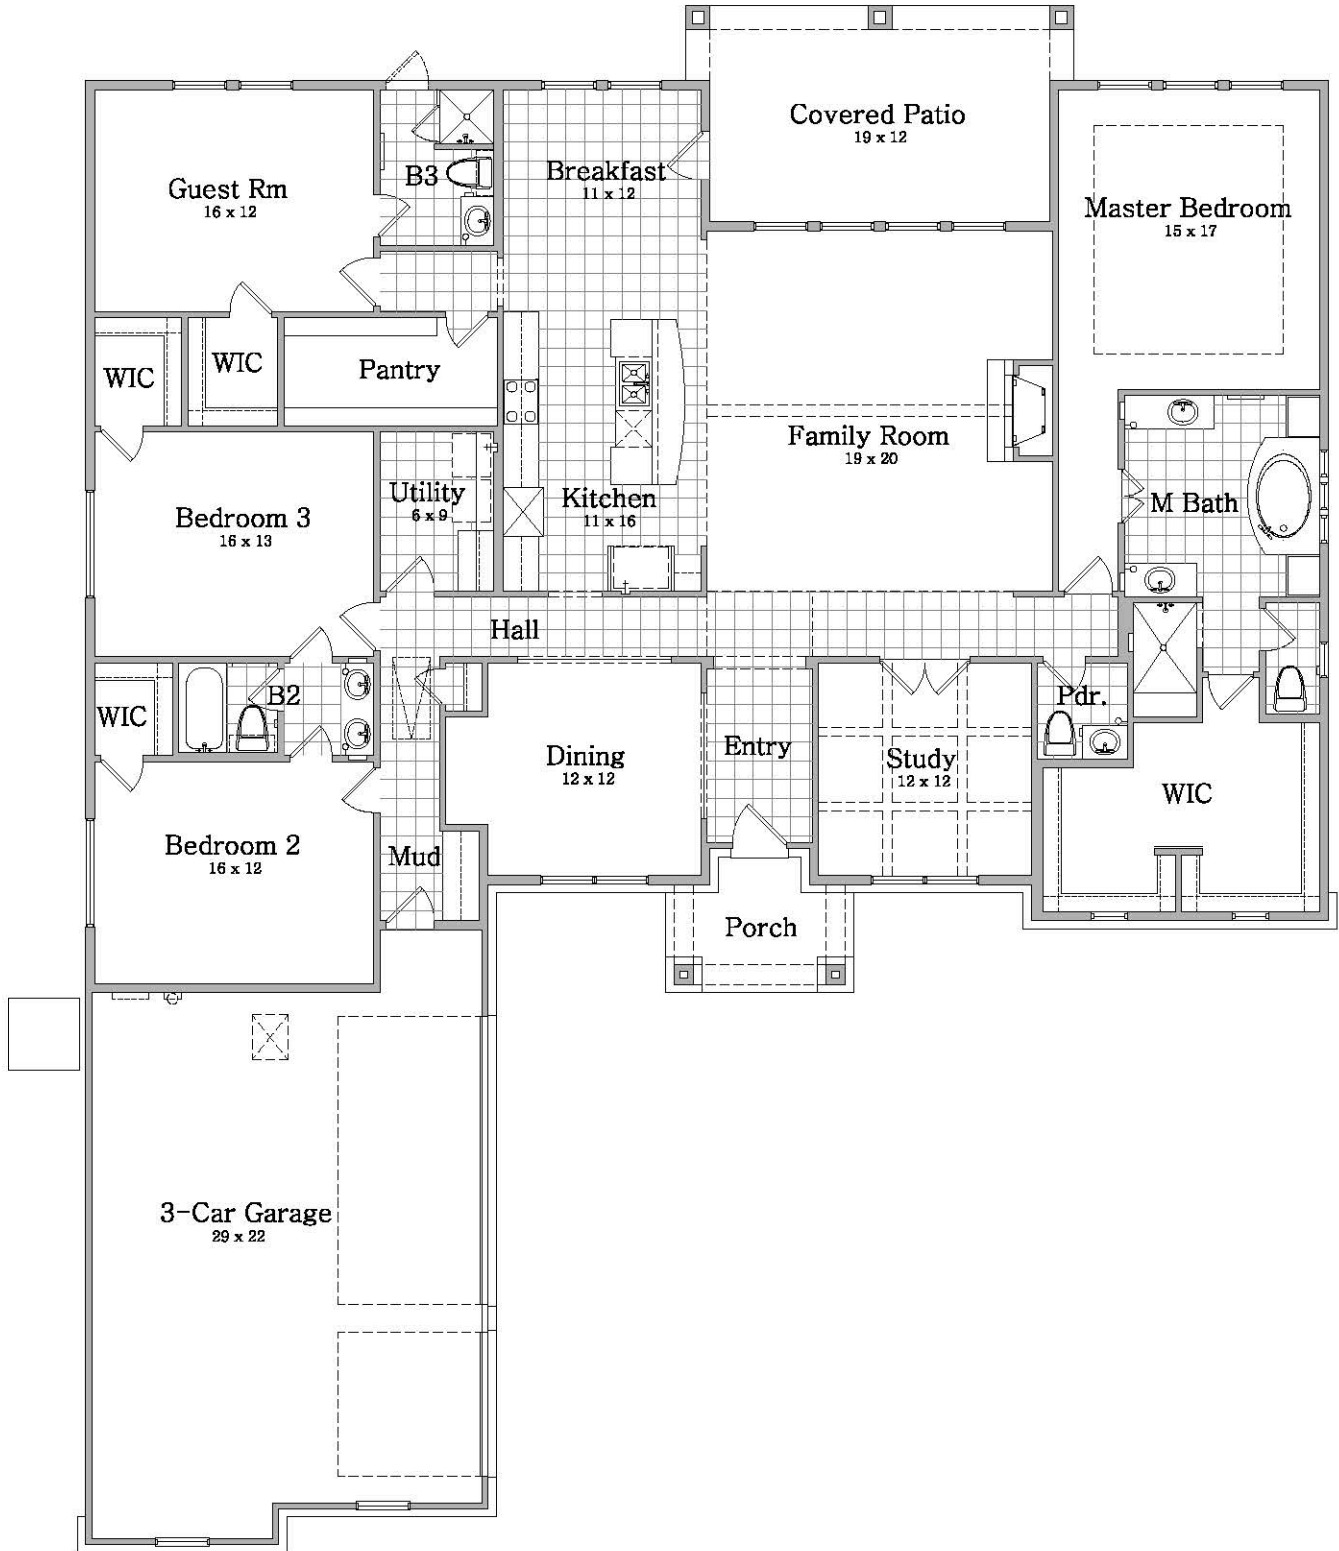 Covered Patio
19 x 12
Breakfast
11 x 12
B3
Guest Rm
16 x 12
Master Bedroom
15 x 17
WIC
WIC
Pantry
Family Room
19 x 20
Utility
6 x 9
Kitchen
11 x 16
M Bath
Bedroom 3
16 x 13
Hall
WIC
B2
Pdr.
Dining
12 x 12
Entry
Study
12 x 12
WIC
Bedroom 2
16 x 12
Mud
Porch
3-Car Garage
29 x 22